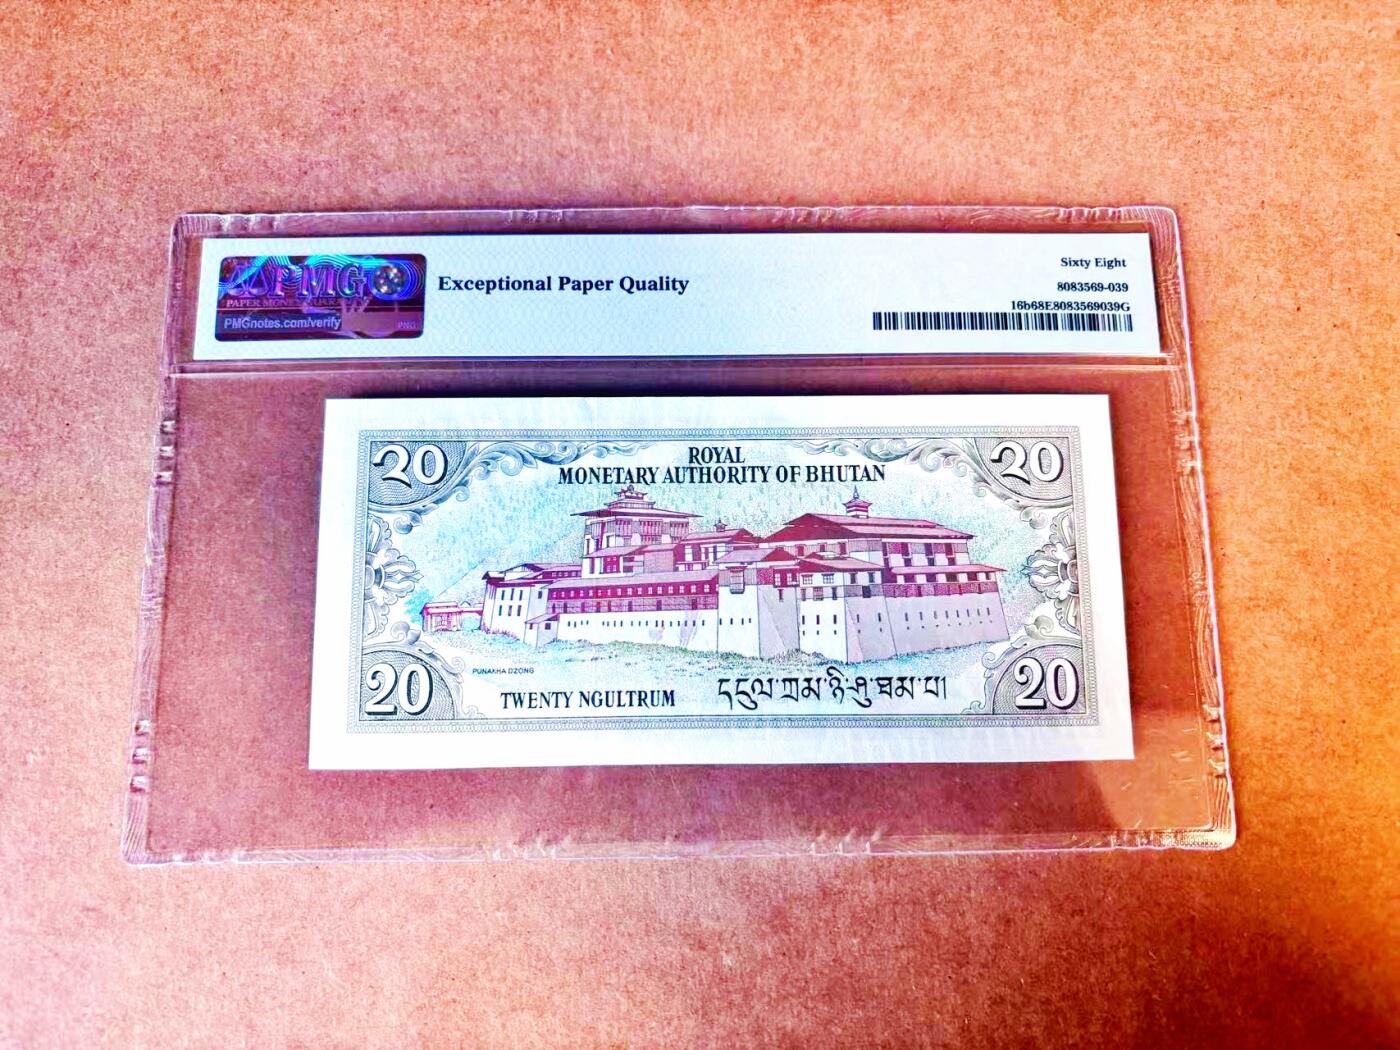 PMG
PAPER MONEY GUARANTY
PMGnotes.com/verify
PMG
Exceptional Paper Quality
Sixty Eight
8083569-039
16b68E8083569039G
20
ROYAL
MONETARY AUTHORITY OF BHUTAN
20
PUNAKHA DZONG
20
TWENTY NGULTRUM
དངུལ་ཀྲམ་ཉི་ཤུ་ཐམ་པ།
20